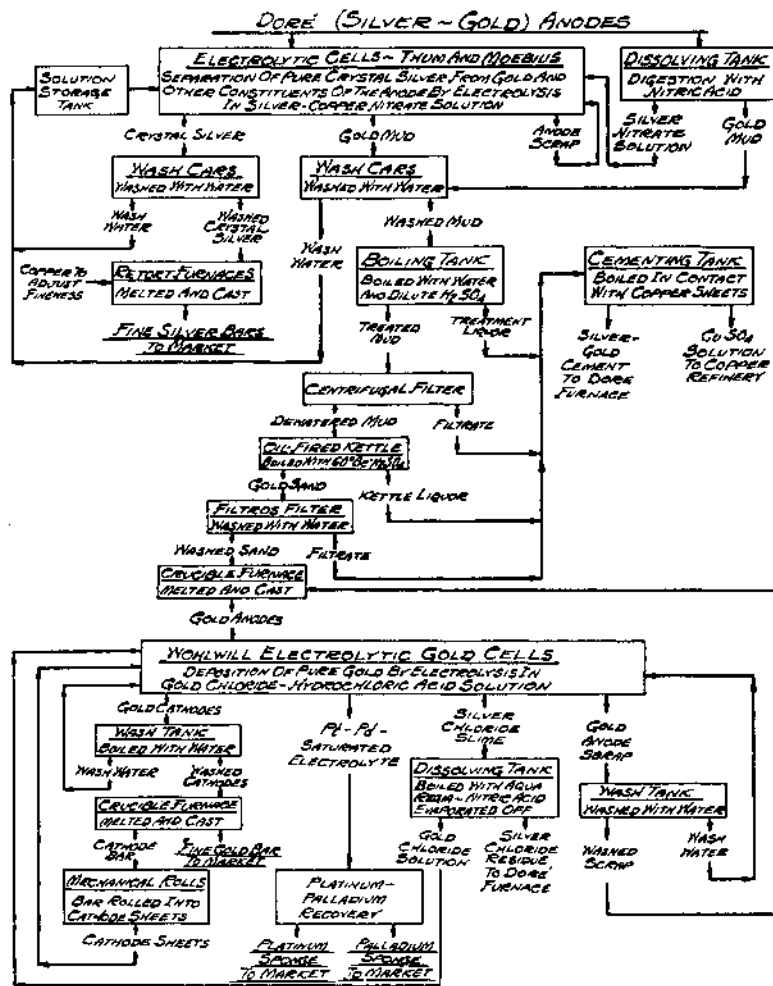 DORÉ (SILVER ~ GOLD) ANODES
ELECTROLYTIC CELLS ~ THUM AND MOEBIUS
SEPARATION OF PURE CRYSTAL SILVER FROM GOLD AND
OTHER CONSTITUENTS OF THE ANODE BY ELECTROLYSIS
IN SILVER-COPPER NITRATE SOLUTION
DISSOLVING TANK
DIGESTION WITH
NITRIC ACID
SOLUTION
STORAGE
TANK
CRYSTAL SILVER
GOLD MUD
ANODE
SCRAP
SILVER
NITRATE
SOLUTION
GOLD
MUD
WASH CARS
WASHED WITH WATER
WASH CARS
WASHED WITH WATER
WASH
WATER
WASHED
CRYSTAL
SILVER
WASH
WATER
WASHED MUD
COPPER TO
ADJUST
FINENESS
RETORT FURNACES
MELTED AND CAST
FINE SILVER BARS
TO MARKET
BOILING TANK
BOILED WITH WATER
AND DILUTE H2SO4
CEMENTING TANK
BOILED IN CONTACT
WITH COPPER SHEETS
TREATED
MUD
TREATMENT
LIQUOR
SILVER-
GOLD
CEMENT
TO DORE
FURNACE
CuSO4
SOLUTION
TO COPPER
REFINERY
CENTRIFUGAL FILTER
DEWATERED MUD
FILTRATE
OIL-FIRED KETTLE
BOILED WITH 60°Bé H2SO4
GOLD SAND
KETTLE LIQUOR
FILTROS FILTER
WASHED WITH WATER
WASHED SAND
FILTRATE
CRUCIBLE FURNACE
MELTED AND CAST
GOLD ANODES
WOHLWILL ELECTROLYTIC GOLD CELLS
DEPOSITION OF PURE GOLD BY ELECTROLYSIS IN
GOLD CHLORIDE-HYDROCHLORIC ACID SOLUTION
GOLD CATHODES
WASH TANK
BOILED WITH WATER
WASH WATER
WASHED
CATHODES
CRUCIBLE FURNACE
MELTED AND CAST
CATHODE
BAR
FINE GOLD BAR
TO MARKET
MECHANICAL ROLLS
BAR ROLLED INTO
CATHODE SHEETS
CATHODE SHEETS
Pt-Pd-
SATURATED
ELECTROLYTE
PLATINUM-
PALLADIUM
RECOVERY
PLATINUM
SPONGE
TO MARKET
PALLADIUM
SPONGE
TO MARKET
SILVER
CHLORIDE
SLIME
DISSOLVING TANK
BOILED WITH AQUA
REGIA-NITRIC ACID
EVAPORATED OFF
GOLD
CHLORIDE
SOLUTION
SILVER
CHLORIDE
RESIDUE
TO DORÉ
FURNACE
GOLD
ANODE
SCRAP
WASH TANK
WASHED WITH WATER
WASHED
SCRAP
WASH
WATER